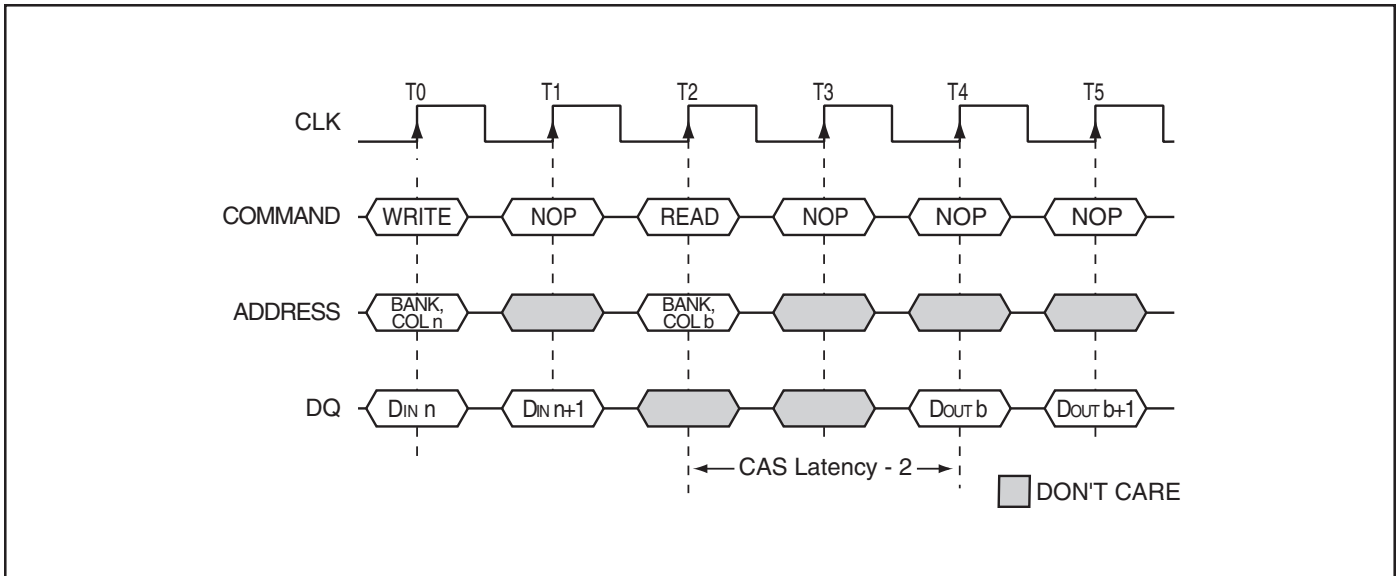 T0 T1 T2 T3 T4 T5
CLK
COMMAND WRITE NOP READ NOP NOP NOP
ADDRESS BANK, COL n BANK, COL b
DQ DIN n DIN n+1 DOUT b DOUT b+1
CAS Latency - 2
DON'T CARE